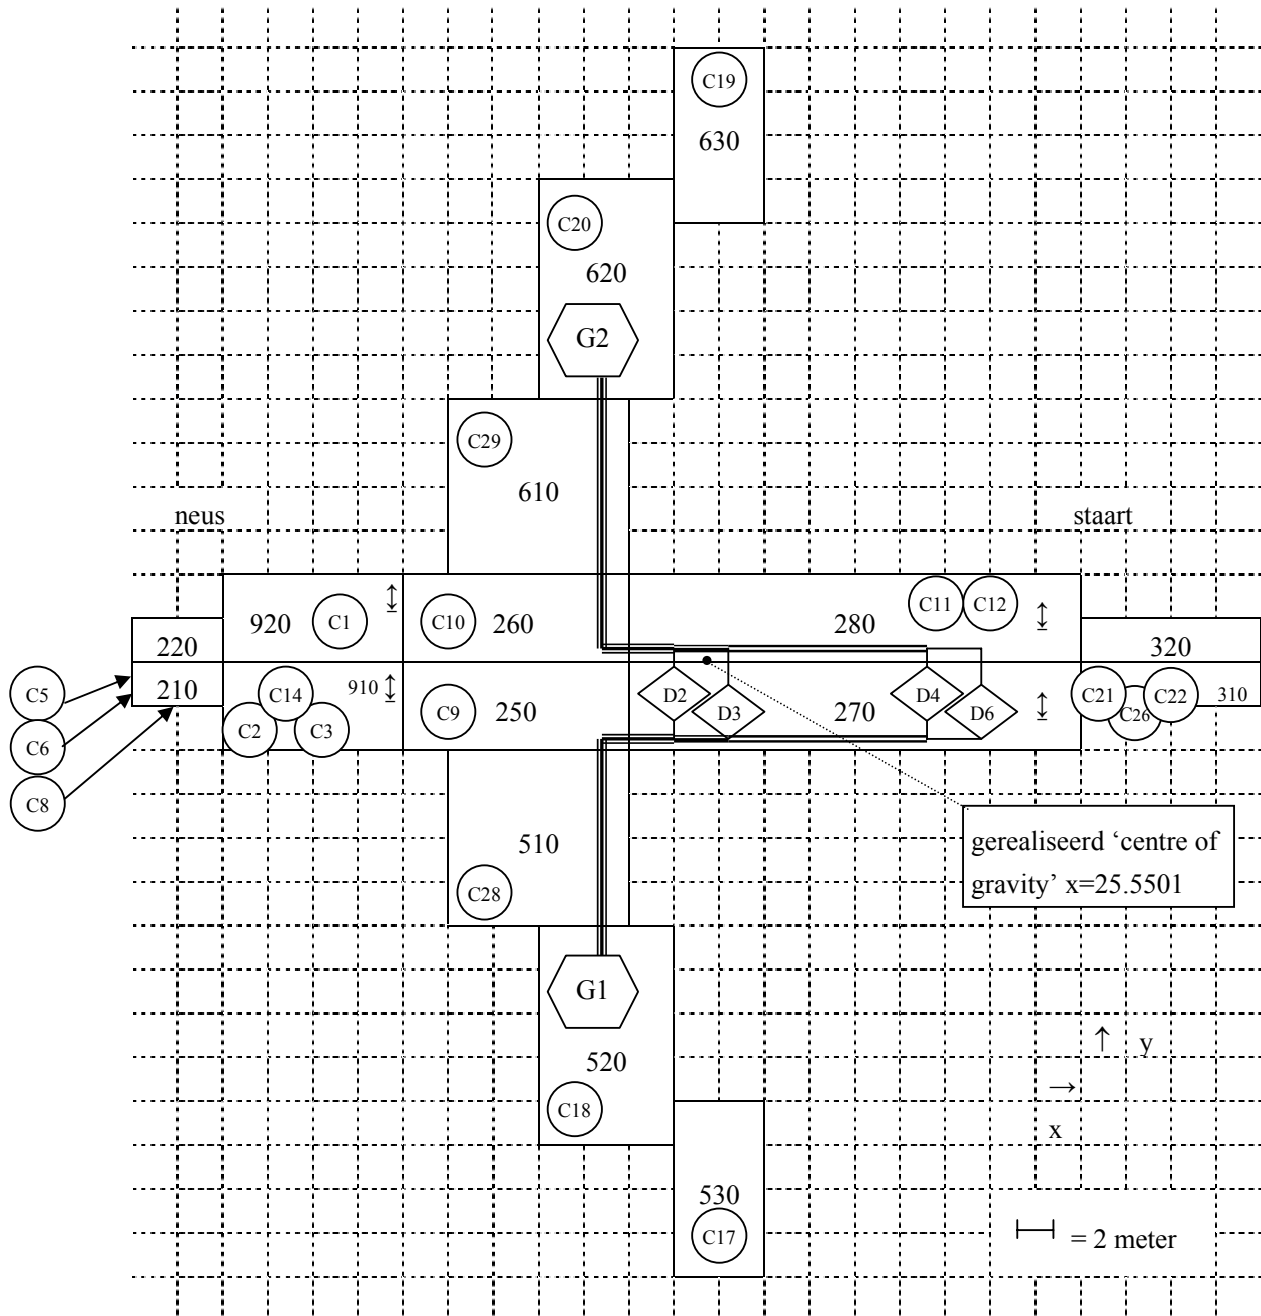 C19
630
C20
620
G2
C29
610
neus
staart
920
C1
↕
C10
260
280
C11
C12
↕
220
320
C5
210
C14
910
↕
D2
D4
C21
C22
310
C2
C3
C9
250
D3
270
D6
↕
C26
C6
C8
gerealiseerd ‘centre of
gravity’ x=25.5501
510
C28
G1
↑ y
520
→
x
C18
530
C17
= 2 meter